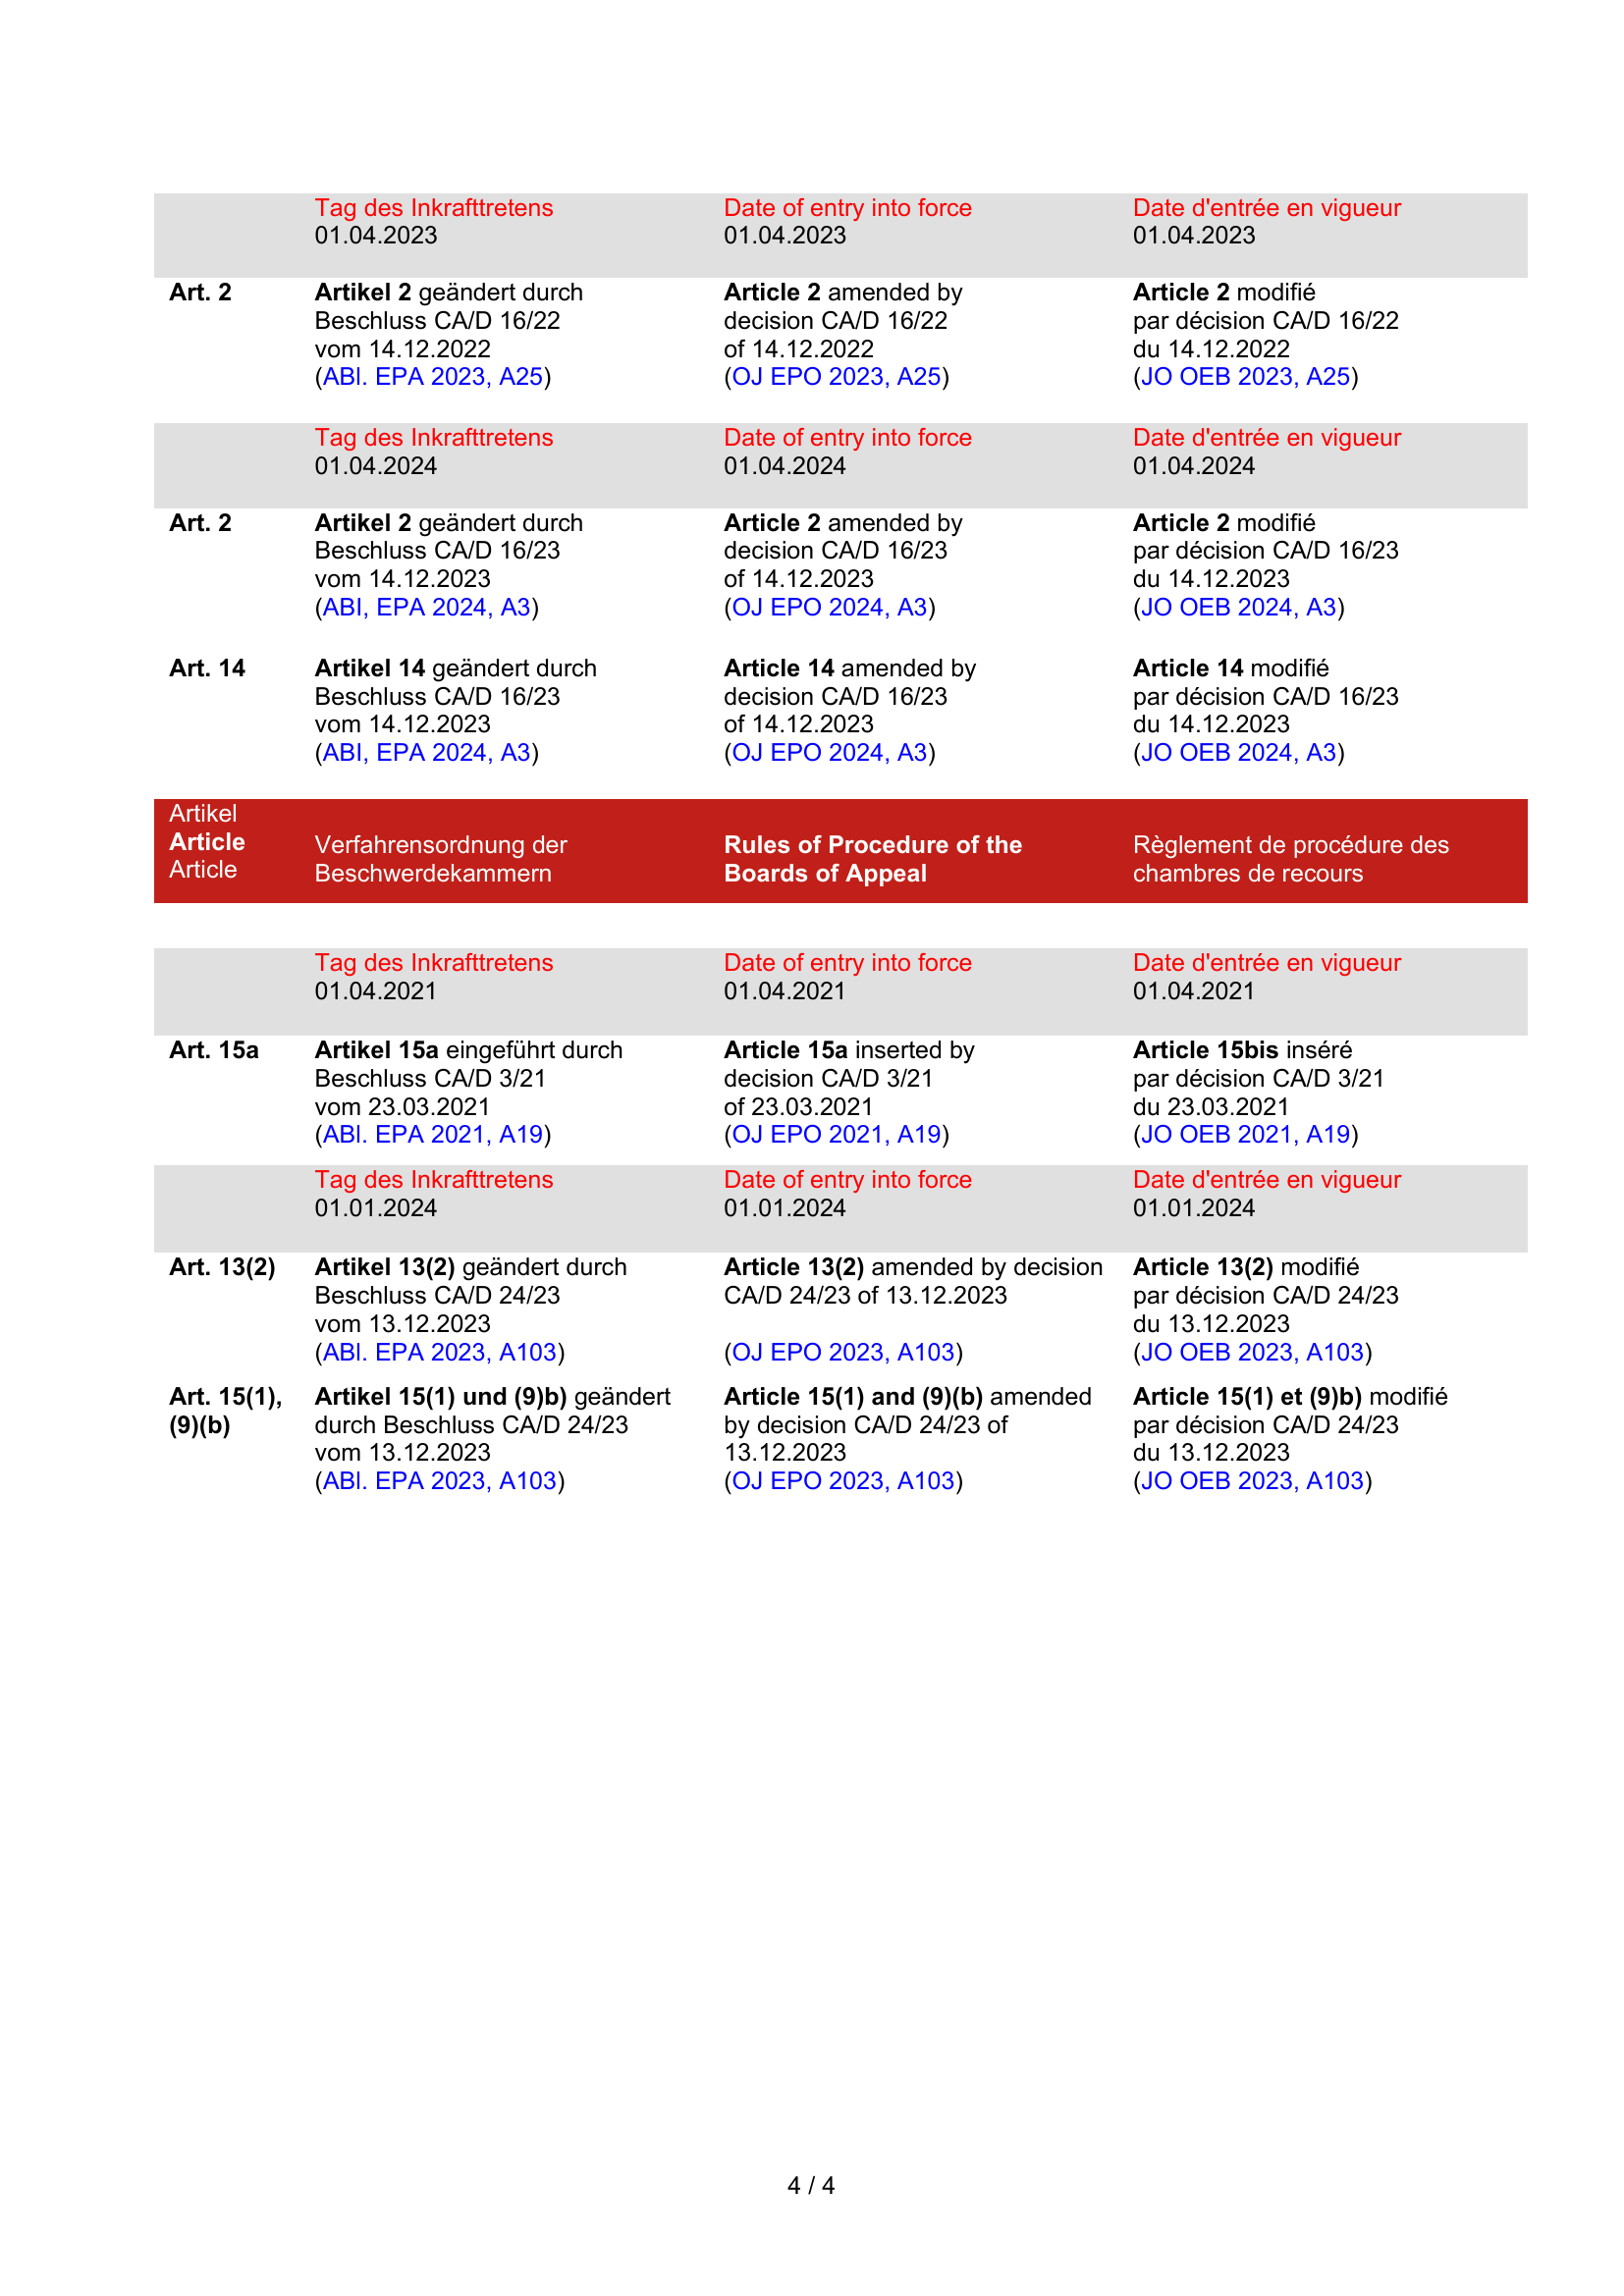 Tag des Inkrafttretens
01.04.2023
Date of entry into force
01.04.2023
Date d'entrée en vigueur
01.04.2023
Art. 2
Artikel 2 geändert durch
Beschluss CA/D 16/22
vom 14.12.2022
(ABl. EPA 2023, A25)
Article 2 amended by
decision CA/D 16/22
of 14.12.2022
(OJ EPO 2023, A25)
Article 2 modifié
par décision CA/D 16/22
du 14.12.2022
(JO OEB 2023, A25)
Tag des Inkrafttretens
01.04.2024
Date of entry into force
01.04.2024
Date d'entrée en vigueur
01.04.2024
Art. 2
Artikel 2 geändert durch
Beschluss CA/D 16/23
vom 14.12.2023
(ABl, EPA 2024, A3)
Article 2 amended by
decision CA/D 16/23
of 14.12.2023
(OJ EPO 2024, A3)
Article 2 modifié
par décision CA/D 16/23
du 14.12.2023
(JO OEB 2024, A3)
Art. 14
Artikel 14 geändert durch
Beschluss CA/D 16/23
vom 14.12.2023
(ABl, EPA 2024, A3)
Article 14 amended by
decision CA/D 16/23
of 14.12.2023
(OJ EPO 2024, A3)
Article 14 modifié
par décision CA/D 16/23
du 14.12.2023
(JO OEB 2024, A3)
Artikel
Article
Article
Verfahrensordnung der
Beschwerdekammern
Rules of Procedure of the
Boards of Appeal
Règlement de procédure des
chambres de recours
Tag des Inkrafttretens
01.04.2021
Date of entry into force
01.04.2021
Date d'entrée en vigueur
01.04.2021
Art. 15a
Artikel 15a eingeführt durch
Beschluss CA/D 3/21
vom 23.03.2021
(ABl. EPA 2021, A19)
Article 15a inserted by
decision CA/D 3/21
of 23.03.2021
(OJ EPO 2021, A19)
Article 15bis inséré
par décision CA/D 3/21
du 23.03.2021
(JO OEB 2021, A19)
Tag des Inkrafttretens
01.01.2024
Date of entry into force
01.01.2024
Date d'entrée en vigueur
01.01.2024
Art. 13(2)
Artikel 13(2) geändert durch
Beschluss CA/D 24/23
vom 13.12.2023
(ABl. EPA 2023, A103)
Article 13(2) amended by decision
CA/D 24/23 of 13.12.2023
(OJ EPO 2023, A103)
Article 13(2) modifié
par décision CA/D 24/23
du 13.12.2023
(JO OEB 2023, A103)
Art. 15(1),
(9)(b)
Artikel 15(1) und (9)b) geändert
durch Beschluss CA/D 24/23
vom 13.12.2023
(ABl. EPA 2023, A103)
Article 15(1) and (9)(b) amended
by decision CA/D 24/23 of
13.12.2023
(OJ EPO 2023, A103)
Article 15(1) et (9)b) modifié
par décision CA/D 24/23
du 13.12.2023
(JO OEB 2023, A103)
4 / 4